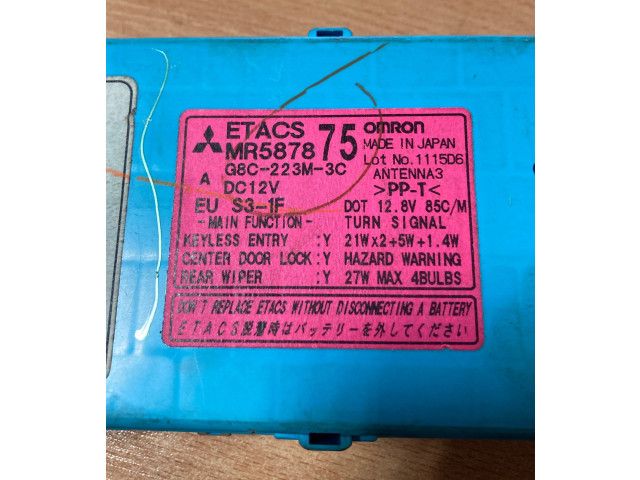 ETACS 75 OMRON
MR5878 MADE IN JAPAN
G8C-223M-3C Lot No.1115D6
A DC12V ANTENNA3
>PP-T<
EU S3-1F DOT 12.8V 85C/M
-MAIN FUNCTION- TURN SIGNAL
KEYLESS ENTRY :Y 21W×2+5W+1.4W
CENTER DOOR LOCK:Y HAZARD WARNING
REAR WIPER :Y 27W MAX 4BULBS
DON'T REPLACE ETACS WITHOUT DISCONNECTING A BATTERY
ETACS脱着時はバッテリーを外してください